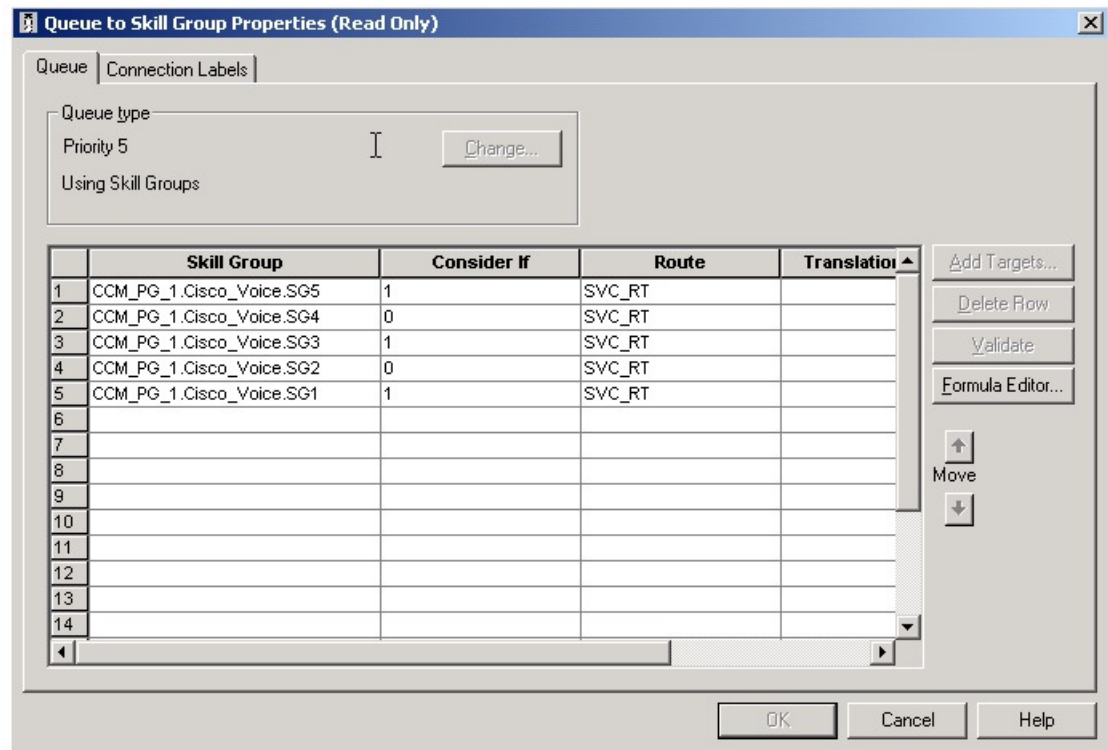 Queue to Skill Group Properties (Read Only)
Queue Connection Labels
Queue type
Priority 5
Change...
Using Skill Groups
Skill Group Consider If Route Translation
1 CCM_PG_1.Cisco_Voice.SG5 1 SVC_RT
2 CCM_PG_1.Cisco_Voice.SG4 0 SVC_RT
3 CCM_PG_1.Cisco_Voice.SG3 1 SVC_RT
4 CCM_PG_1.Cisco_Voice.SG2 0 SVC_RT
5 CCM_PG_1.Cisco_Voice.SG1 1 SVC_RT
6
7
8
9
10
11
12
13
14
Add Targets...
Delete Row
Validate
Formula Editor...
Move
OK Cancel Help